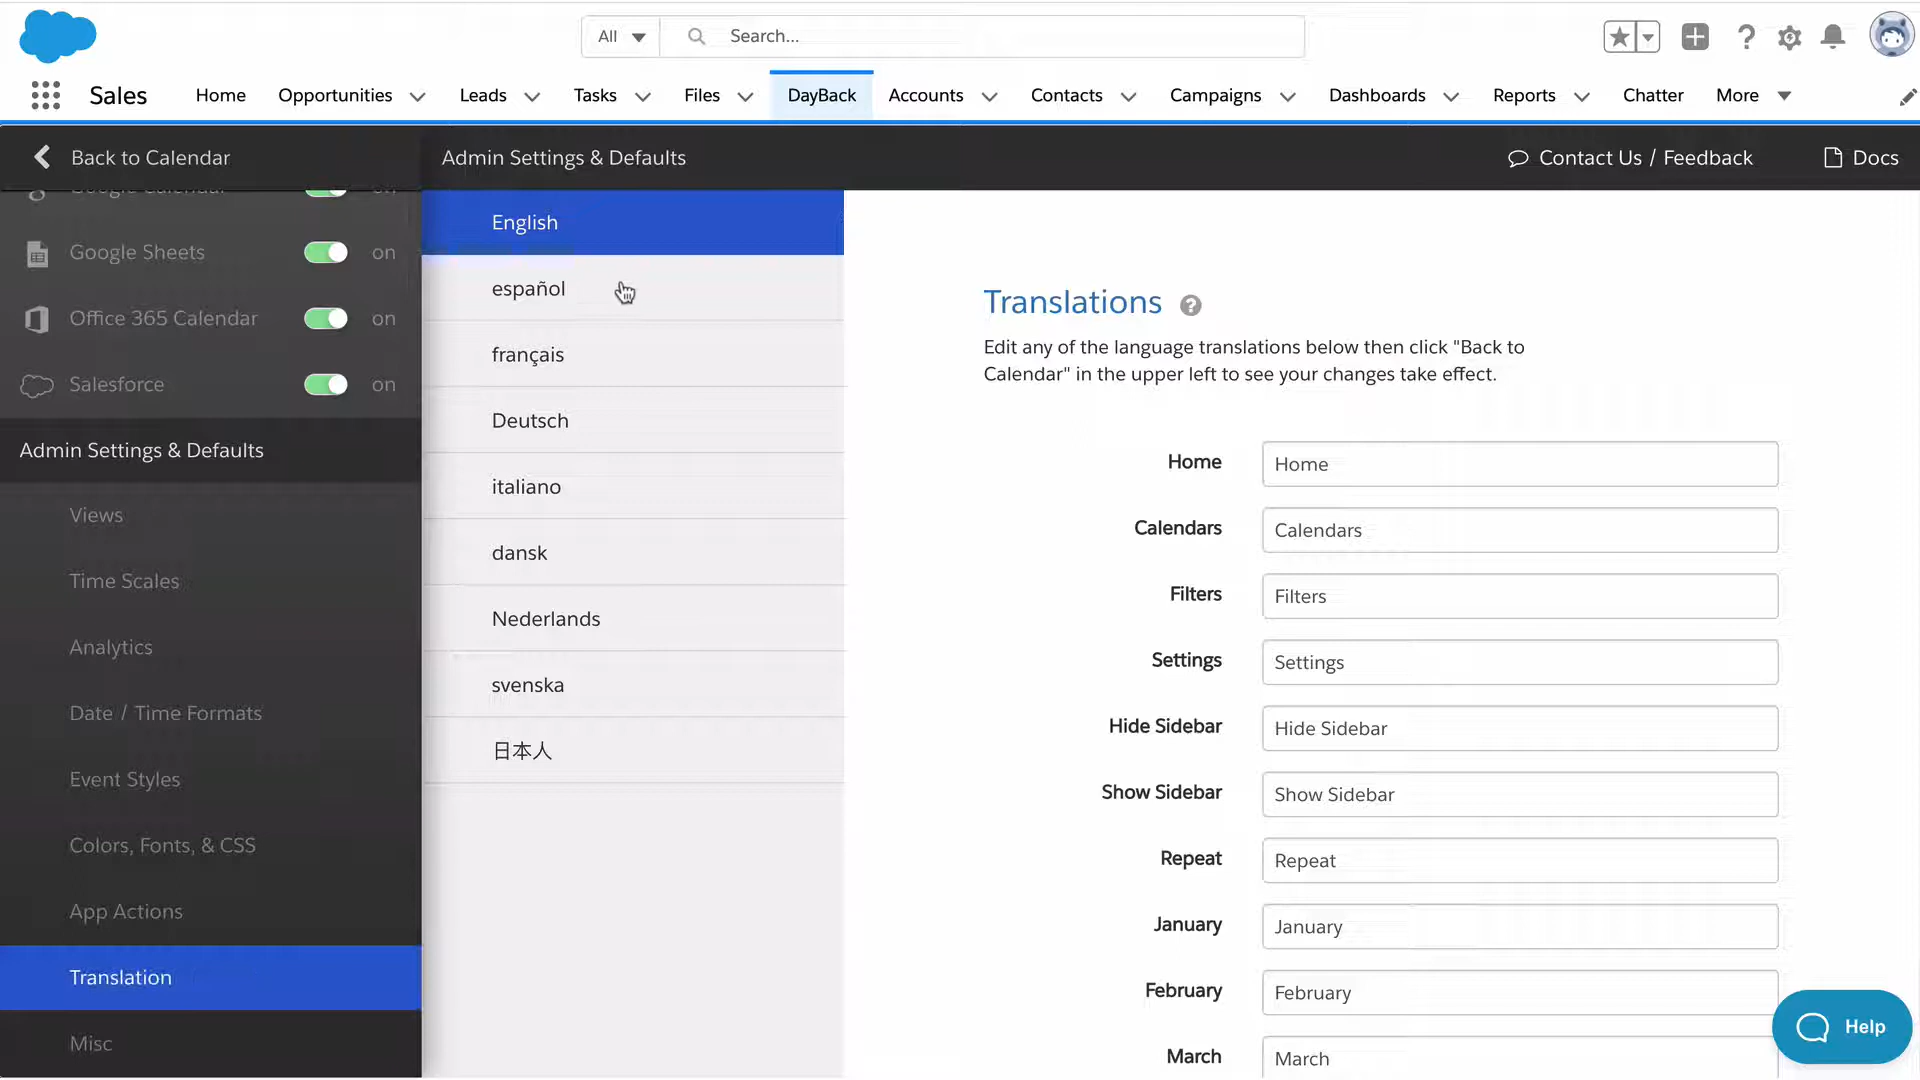 All
Search...
Sales
Home
Opportunities
Leads
Tasks
Files
DayBack
Accounts
Contacts
Campaigns
Dashboards
Reports
Chatter
More
Back to Calendar
Admin Settings & Defaults
Contact Us / Feedback
Docs
Google Calendar
on
Google Sheets
on
Office 365 Calendar
on
Salesforce
on
Admin Settings & Defaults
Views
Time Scales
Analytics
Date / Time Formats
Event Styles
Colors, Fonts, & CSS
App Actions
Translation
Misc
English
español
français
Deutsch
italiano
dansk
Nederlands
svenska
日本人
Translations
Edit any of the language translations below then click "Back to
Calendar" in the upper left to see your changes take effect.
Home
Home
Calendars
Calendars
Filters
Filters
Settings
Settings
Hide Sidebar
Hide Sidebar
Show Sidebar
Show Sidebar
Repeat
Repeat
January
January
February
February
March
March
Help